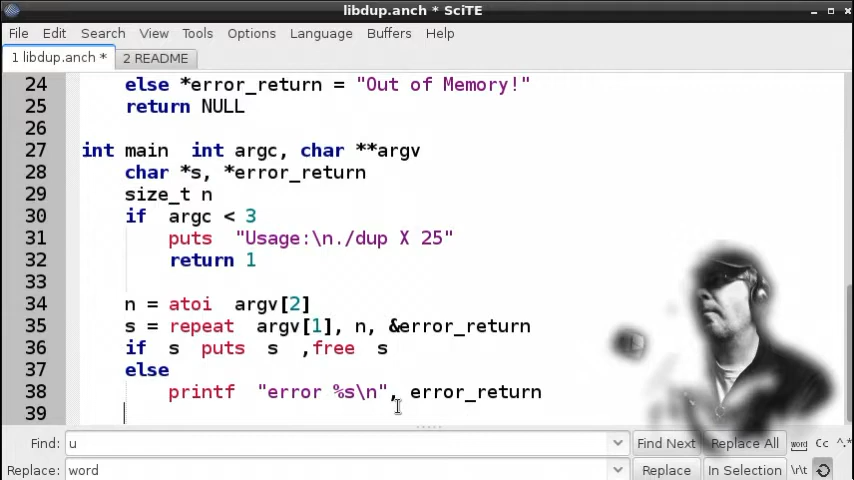 libdup.anch * SciTE
File Edit Search View Tools Options Language Buffers Help
1 libdup.anch * 2 README
24 else *error_return = "Out of Memory!"
25 return NULL
26
27 int main  int argc, char **argv
28 char *s, *error_return
29 size_t n
30 if  argc < 3
31 puts  "Usage:\n./dup X 25"
32 return 1
33
34 n = atoi  argv[2]
35 s = repeat  argv[1], n, &error_return
36 if  s  puts  s  ,free  s
37 else
38 printf  "error %s\n", error_return
39
Find: u Find Next Replace All word Cc ^.*
Replace: word Replace In Selection \r\t